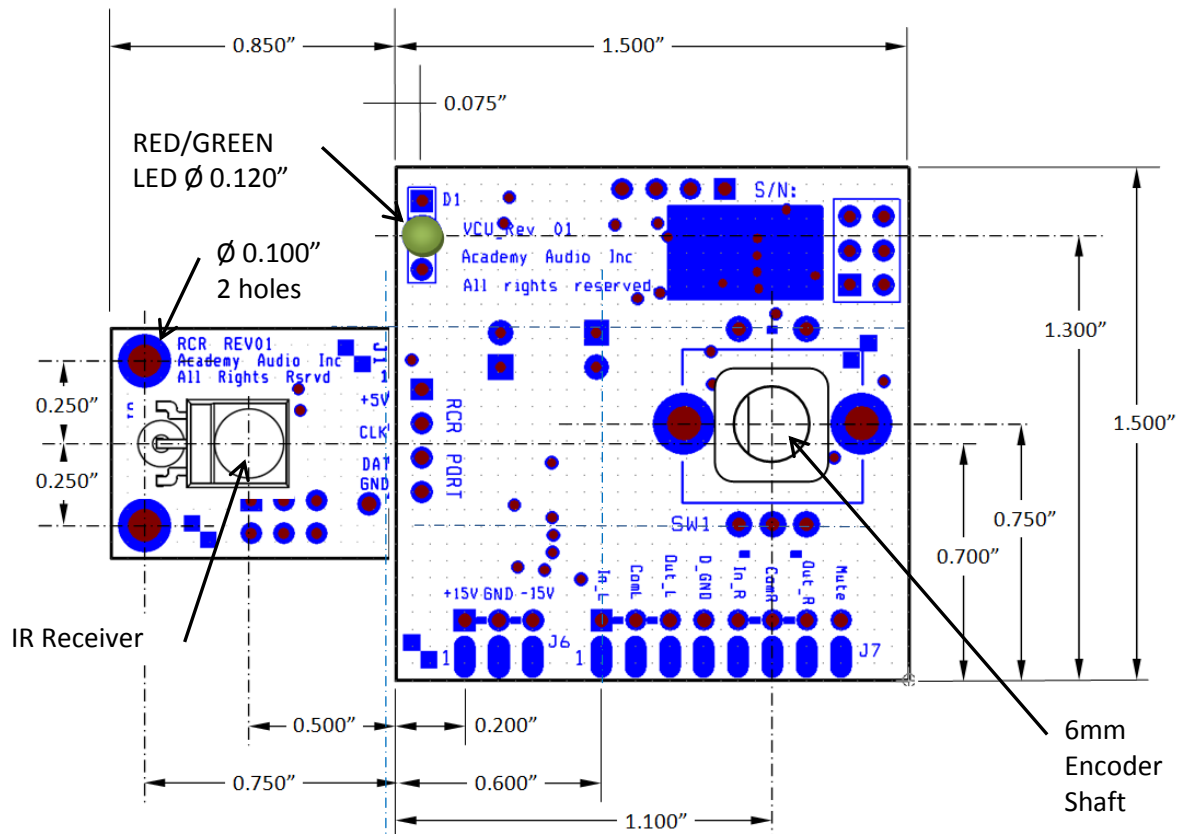 0.850”
1.500”
0.075”
RED/GREEN
LED Ø 0.120”
Ø 0.100”
2 holes
D1
S/N:
VCU_Rev 01
Academy Audio Inc
All rights reserved.
1.300”
1.500”
RCR REV01
Academy Audio Inc
All Rights Rsrvd
J1
1
+5V
CLK
DAT
GND
RCR PORT
0.250”
0.250”
SW1
0.750”
0.700”
In_L
ComL
Out_L
D_GND
In_R
ComR
Out_R
Mute
+15V GND -15V
J6
1
1
J7
IR Receiver
0.500”
0.200”
0.750”
0.600”
1.100”
6mm
Encoder
Shaft